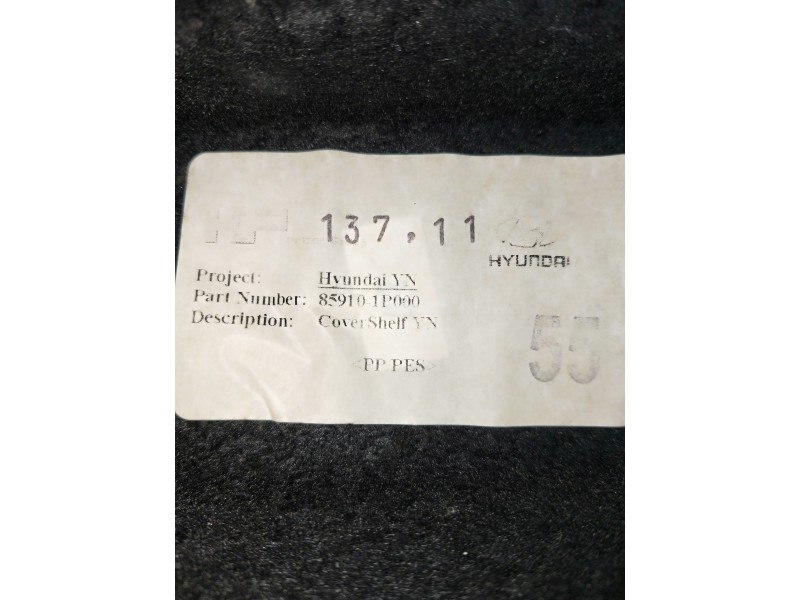 137.11
HYUNDAI
Project: Hyundai YN
Part Number: 85910-1P000
Description: Cover Shelf YN
<PP PES>
55